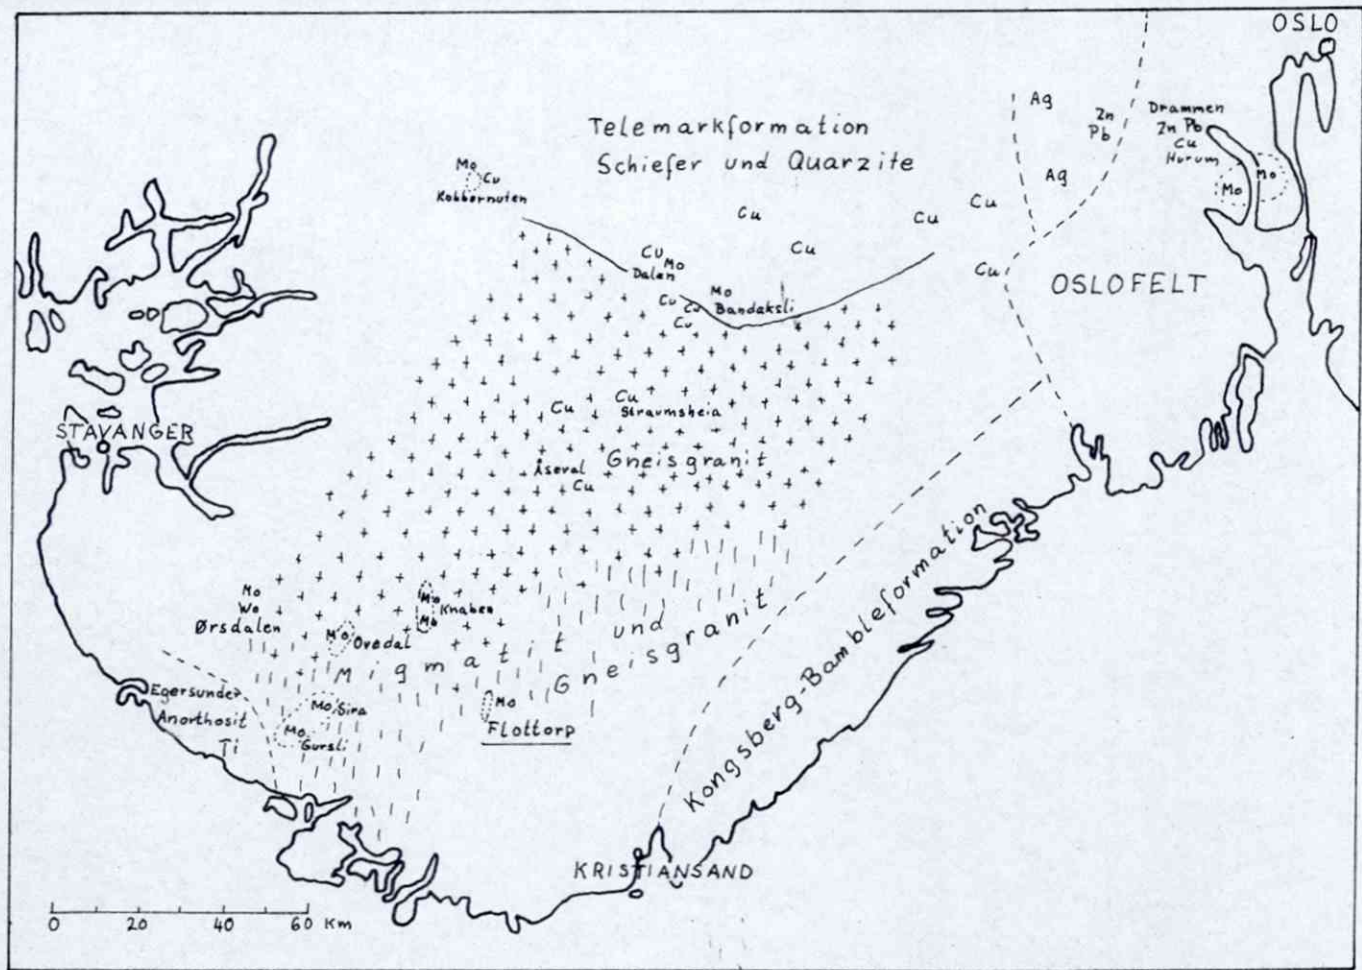 OSLO
Ag
Zn
Pb
Drammen
Zn Pb
Cu
Hurum
Mo
Mo
Ag
Telemarkformation
Schiefer und Quarzite
Mo
Cu
Kobbernuten
Cu
Cu
Cu
Cu
Cu
Cu
Mo
Dalen
Mo
Bandaksli
Cu
Cu
Cu
OSLOFELT
Cu
Straumsheia
Cu
STAVANGER
Gneisgranit
Åseral
Cu
Mo
Wo
Ørsdalen
Mo
Mo
Knaben
Mo
Ovedal
Migmatit und
Gneisgranit
Kongsberg-Bambleformation
Egersunder
Anorthosit
Ti
Mo
Sira
Mo
Gursli
Mo
Flottorp
KRISTIANSAND
0 20 40 60 Km